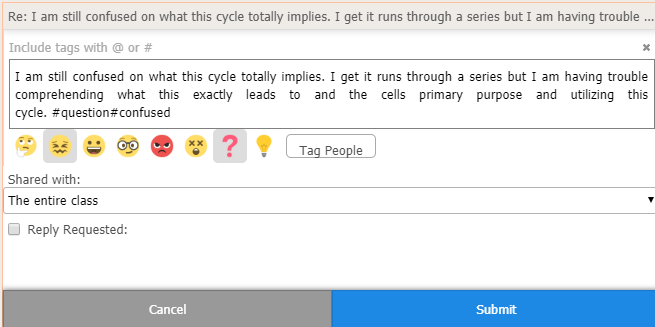 Re: I am still confused on what this cycle totally implies. I get it runs through a series but I am having trouble ...
Include tags with @ or #
I am still confused on what this cycle totally implies. I get it runs through a series but I am having trouble
comprehending what this exactly leads to and the cells primary purpose and utilizing this
cycle. #question#confused
Tag People
Shared with:
The entire class
Reply Requested:
Cancel
Submit